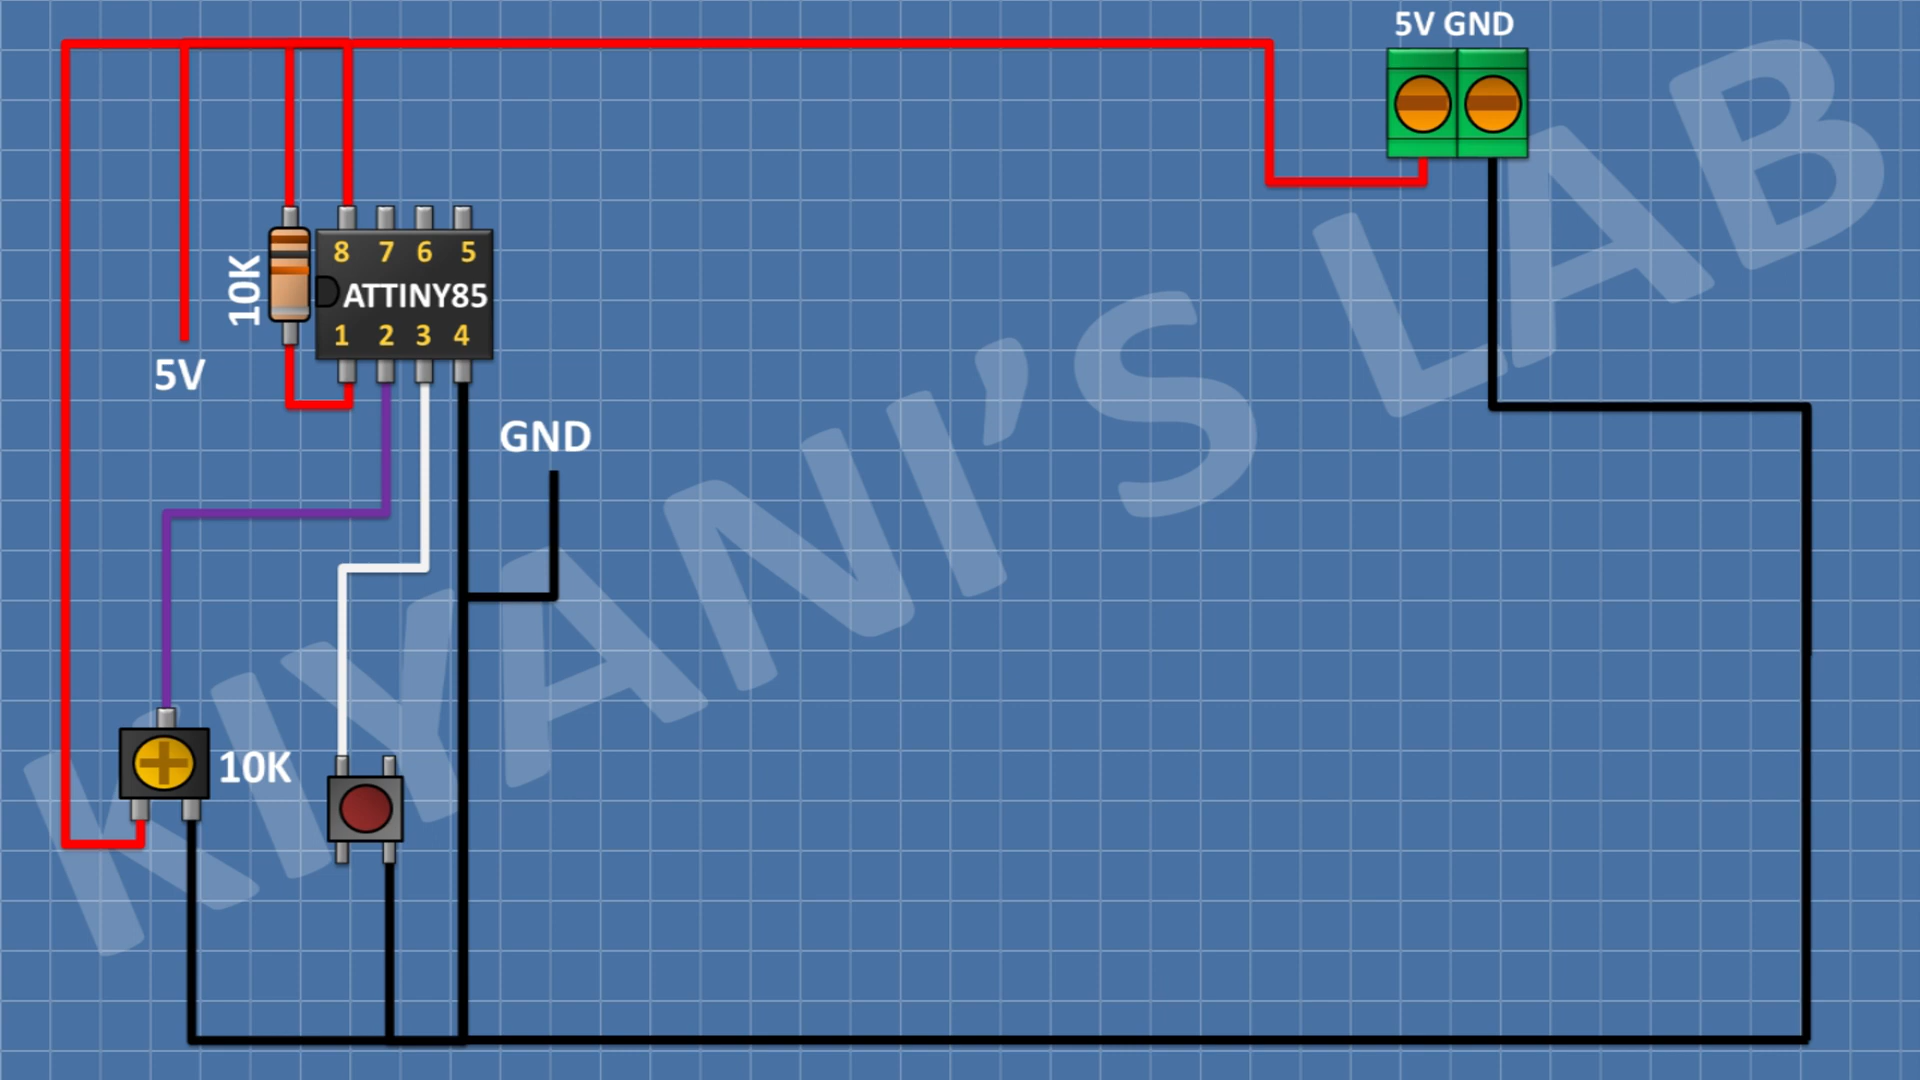 5V GND
10K
8 7 6 5
ATTINY85
1 2 3 4
5V
GND
10K
KIYANI'S LAB